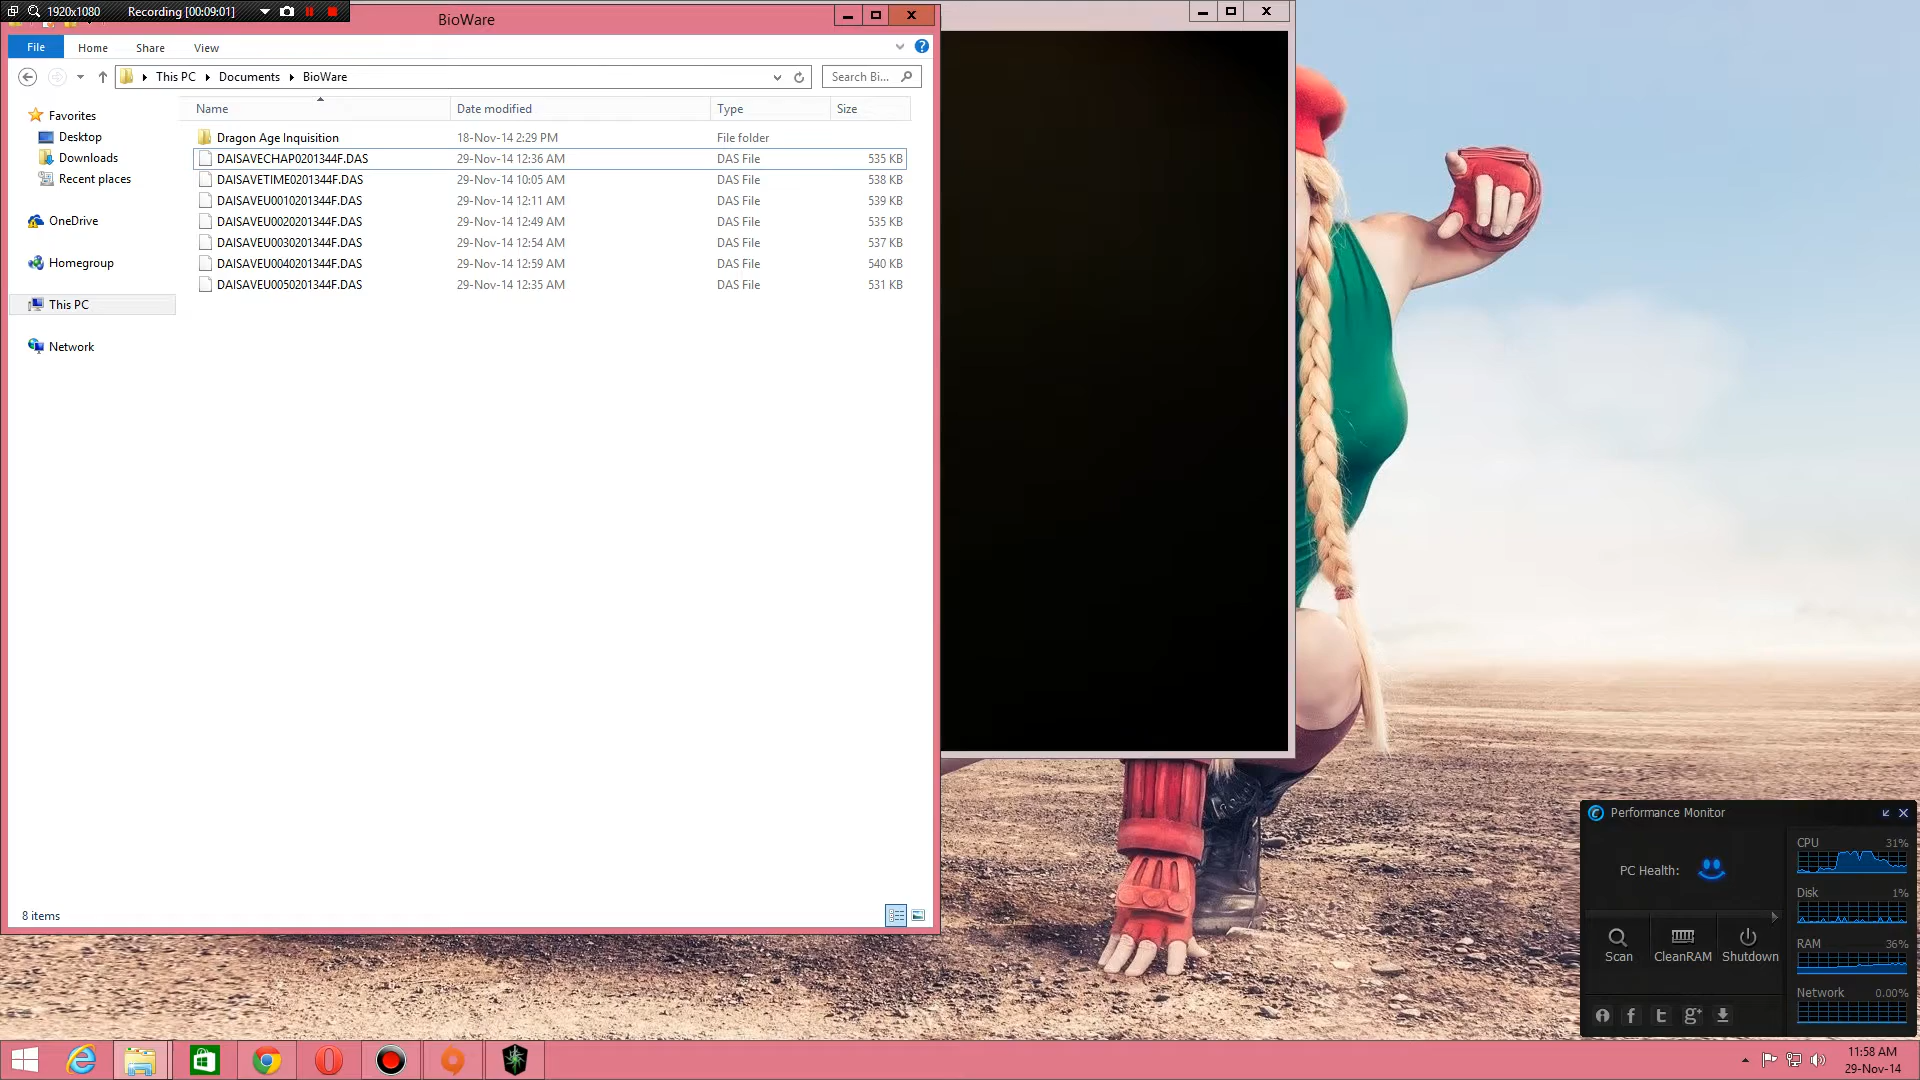 1920x1080 Recording [00:09:01]
BioWare
File Home Share View
This PC Documents BioWare Search Bi...
Name Date modified Type Size
Favorites
Desktop
Downloads
Recent places
OneDrive
Homegroup
This PC
Network
Dragon Age Inquisition 18-Nov-14 2:29 PM File folder
DAISAVECHAP0201344F.DAS 29-Nov-14 12:36 AM DAS File 535 KB
DAISAVETIME0201344F.DAS 29-Nov-14 10:05 AM DAS File 538 KB
DAISAVEU0010201344F.DAS 29-Nov-14 12:11 AM DAS File 539 KB
DAISAVEU0020201344F.DAS 29-Nov-14 12:49 AM DAS File 535 KB
DAISAVEU0030201344F.DAS 29-Nov-14 12:54 AM DAS File 537 KB
DAISAVEU0040201344F.DAS 29-Nov-14 12:59 AM DAS File 540 KB
DAISAVEU0050201344F.DAS 29-Nov-14 12:35 AM DAS File 531 KB
8 items
Performance Monitor
PC Health:
Scan CleanRAM Shutdown
CPU 31%
Disk 1%
RAM 36%
Network 0.00%
11:58 AM
29-Nov-14